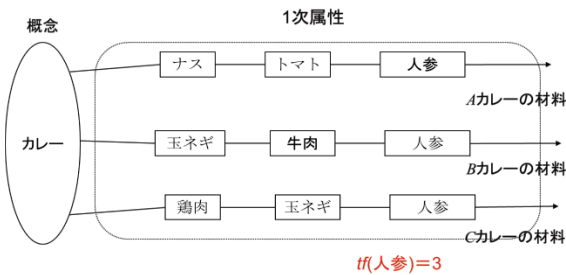 1次属性
概念
ナス トマト 人参
Aカレーの材料
カレー 玉ネギ 牛肉 人参
Bカレーの材料
鶏肉 玉ネギ 人参
Cカレーの材料
tf(人参)=3